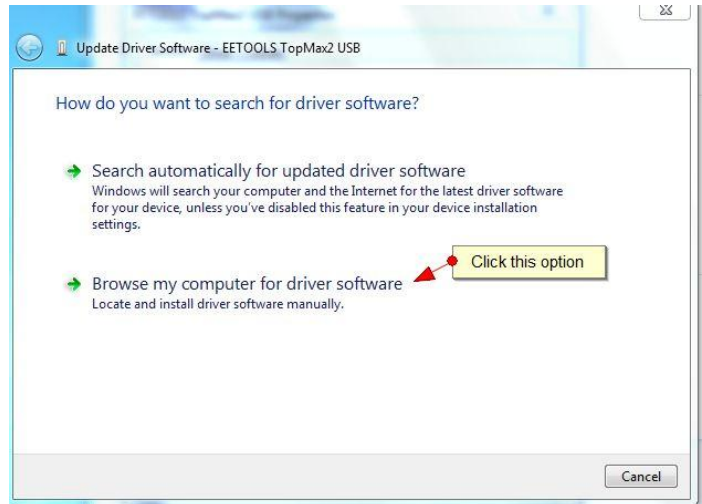 Update Driver Software - EETOOLS TopMax2 USB
How do you want to search for driver software?
Search automatically for updated driver software
Windows will search your computer and the Internet for the latest driver software
for your device, unless you've disabled this feature in your device installation
settings.
Click this option
Browse my computer for driver software
Locate and install driver software manually.
Cancel